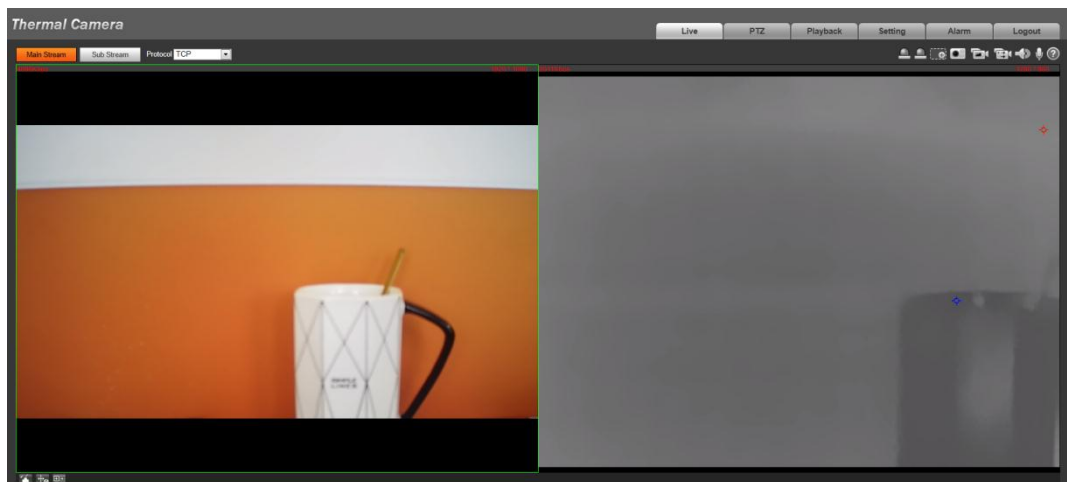 Thermal Camera
Live PTZ Playback Setting Alarm Logout
Main Stream Sub Stream Protocol TCP